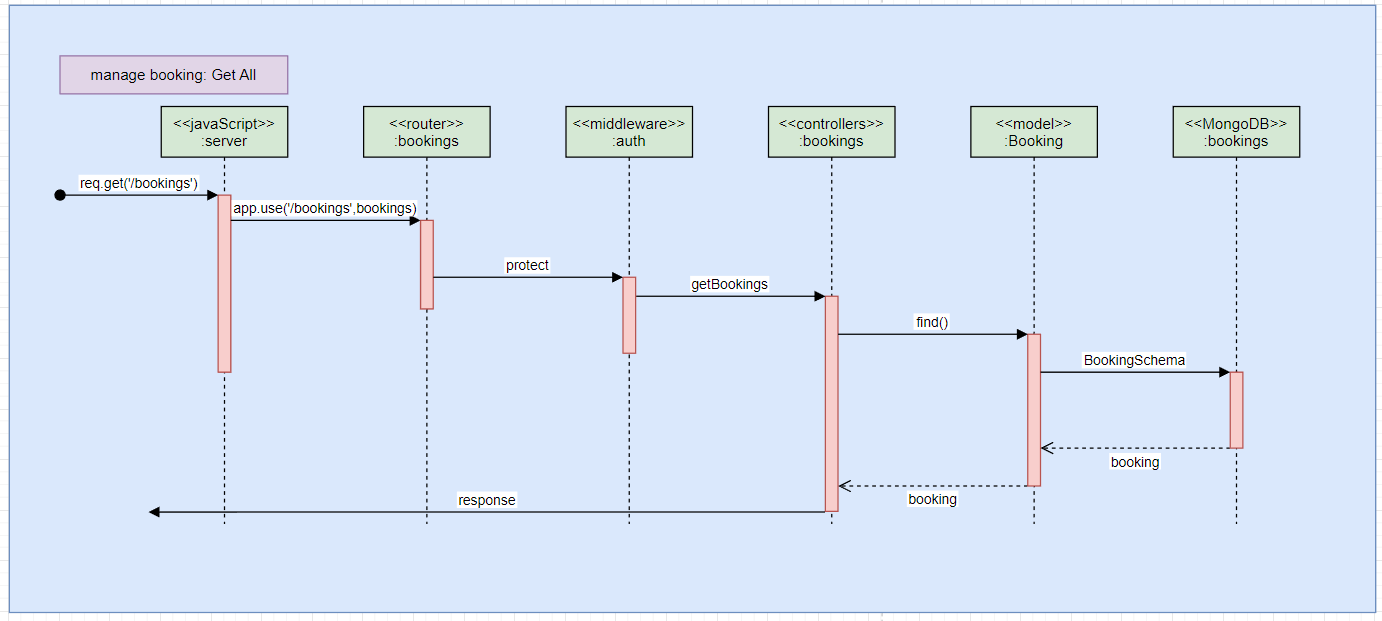 manage booking: Get All
<<javaScript>>
:server
<<router>>
:bookings
<<middleware>>
:auth
<<controllers>>
:bookings
<<model>>
:Booking
<<MongoDB>>
:bookings
req.get('/bookings')
app.use('/bookings',bookings)
protect
getBookings
find()
BookingSchema
booking
booking
response